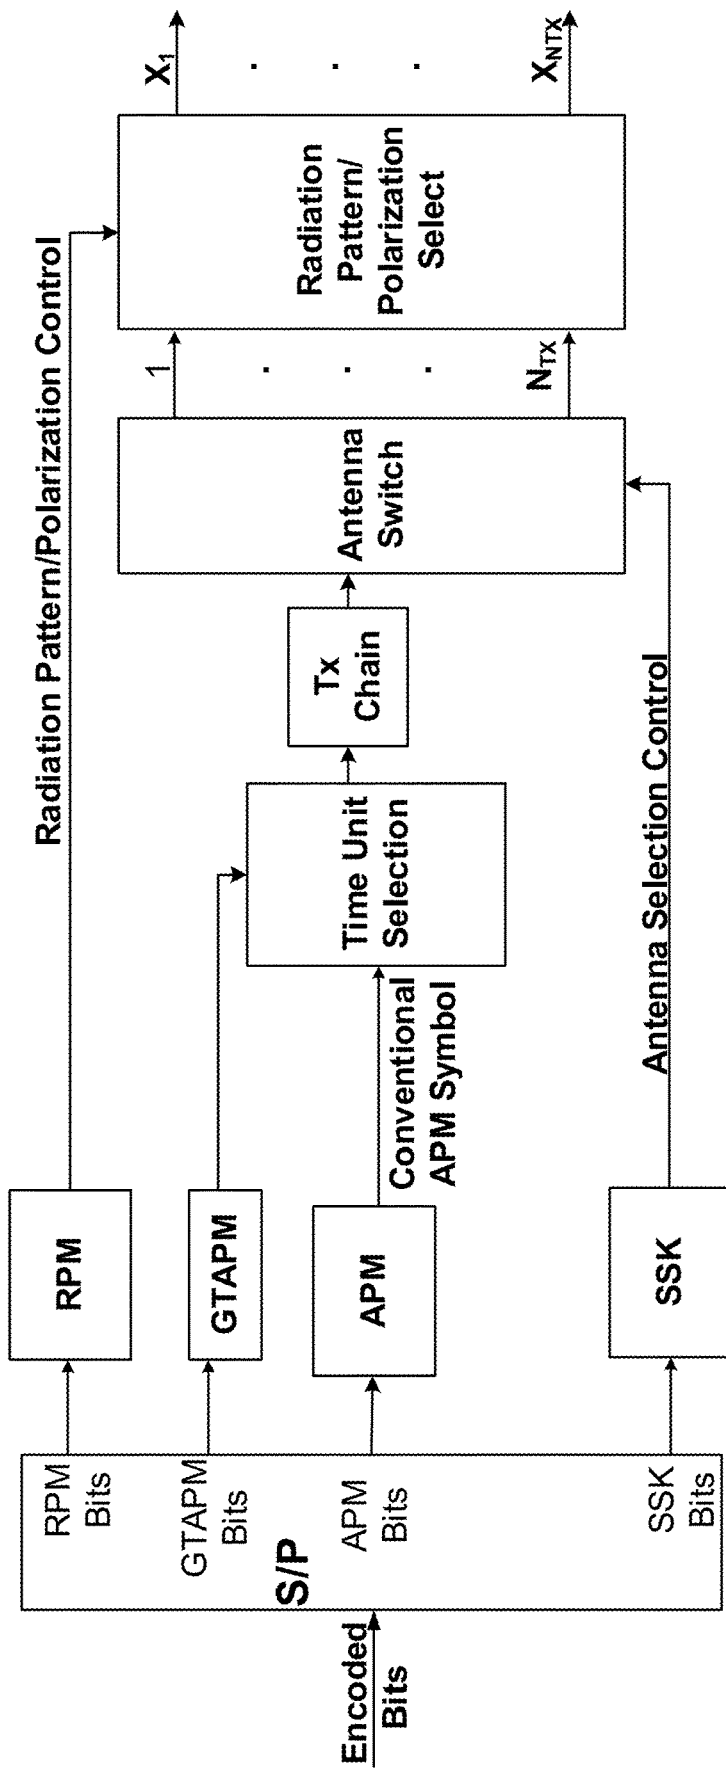 Encoded
Bits
S/P
RPM
Bits
GTAPM
Bits
APM
Bits
SSK
Bits
RPM
GTAPM
APM
SSK
Radiation Pattern/Polarization Control
Conventional
APM Symbol
Antenna Selection Control
Time Unit
Selection
Tx
Chain
Antenna
Switch
1
. . .
NTX
Radiation
Pattern/
Polarization
Select
X1
. . .
XNTX